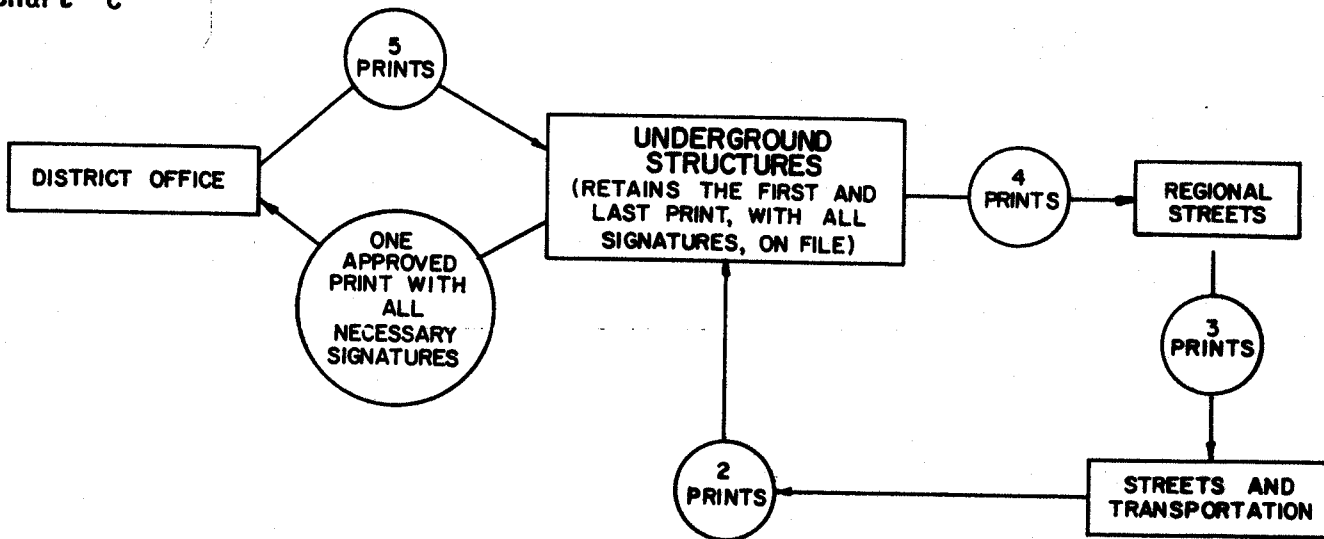 5
PRINTS
DISTRICT OFFICE
UNDERGROUND
STRUCTURES
(RETAINS THE FIRST AND
LAST PRINT, WITH ALL
SIGNATURES, ON FILE)
4
PRINTS
REGIONAL
STREETS
ONE
APPROVED
PRINT WITH
ALL
NECESSARY
SIGNATURES
3
PRINTS
2
PRINTS
STREETS AND
TRANSPORTATION